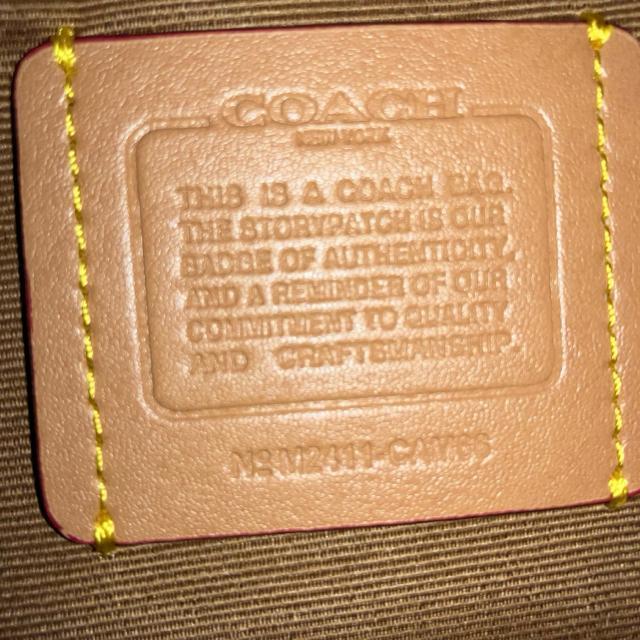 COACH
NEW YORK
THIS IS A COACH BAG.
THE STORYPATCH IS OUR
BADGE OF AUTHENTICITY,
AND A REMINDER OF OUR
COMMITMENT TO QUALITY
AND CRAFTSMANSHIP.